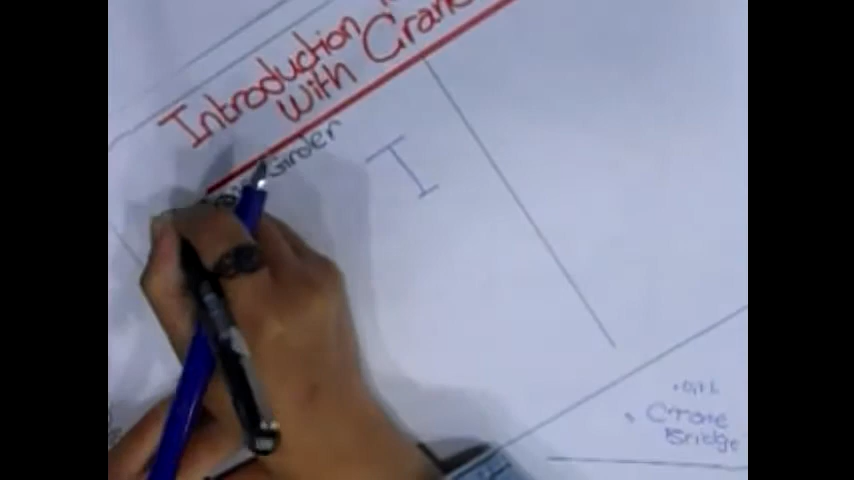 Introduction
With Crane
Girder
I
Crane
Bridge